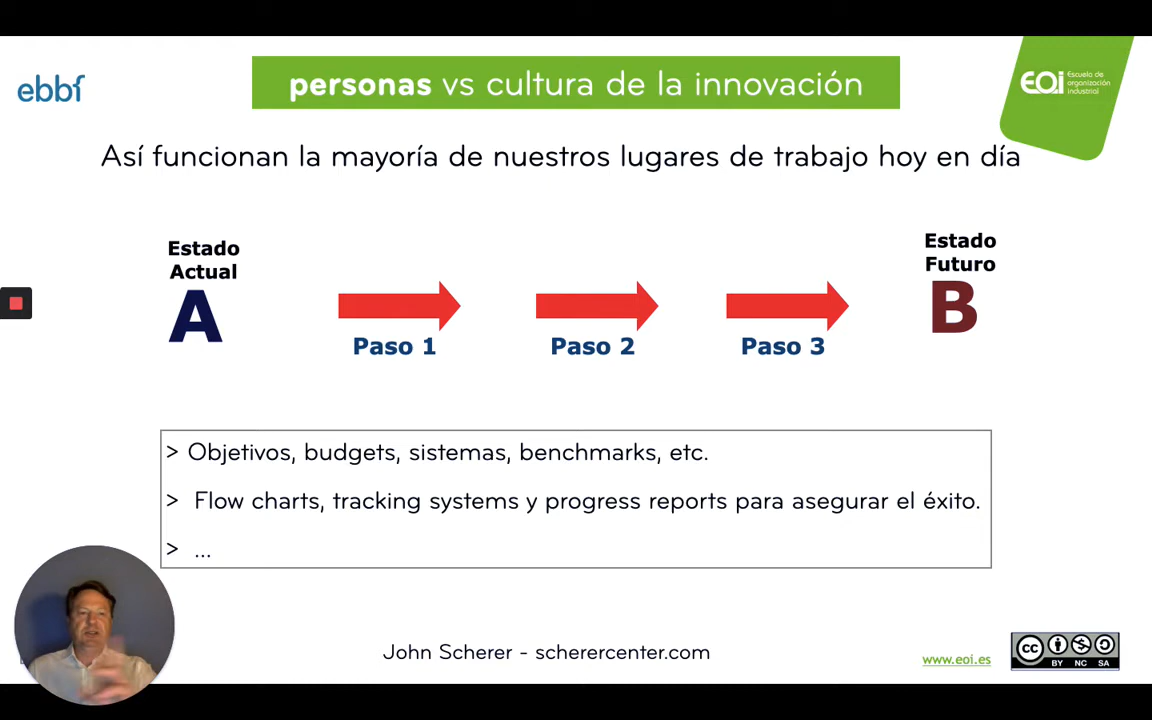 ebbf
personas vs cultura de la innovación
EOi Escuela de
organización
industrial
Así funcionan la mayoría de nuestros lugares de trabajo hoy en día
Estado
Actual
A
Paso 1
Paso 2
Paso 3
Estado
Futuro
B
> Objetivos, budgets, sistemas, benchmarks, etc.
> Flow charts, tracking systems y progress reports para asegurar el éxito.
> ...
John Scherer - scherercenter.com
www.eoi.es
cc BY NC SA